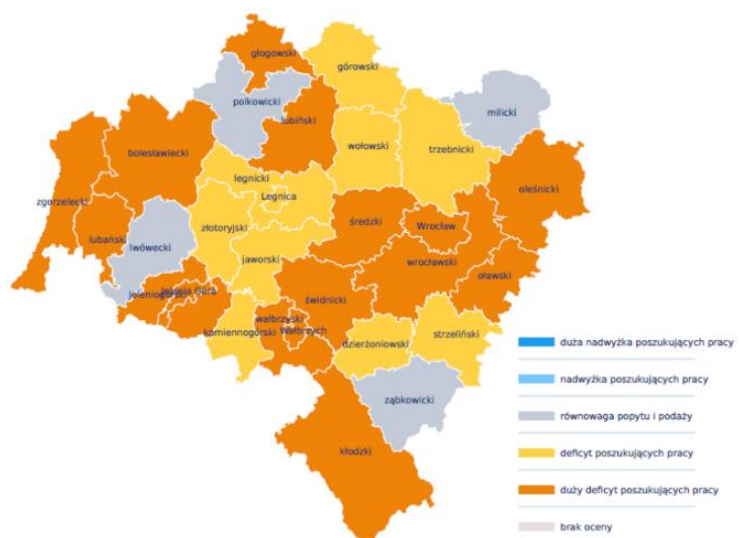 głogowski
górowski
polkowicki
milicki
lubiński
bolesławiecki
wołowski
trzebnicki
legnicki
oleśnicki
Legnica
zgorzelecki
złotoryjski
średzki
Wrocław
lubański
lwówecki
jaworski
wrocławski
oławski
Jelenia Góra
jeleniogórski
świdnicki
wałbrzyski
kamiennogórski
Wałbrzych
strzeliński
dzierżoniowski
ząbkowicki
kłodzki
duża nadwyżka poszukujących pracy
nadwyżka poszukujących pracy
równowaga popytu i podaży
deficyt poszukujących pracy
duży deficyt poszukujących pracy
brak oceny